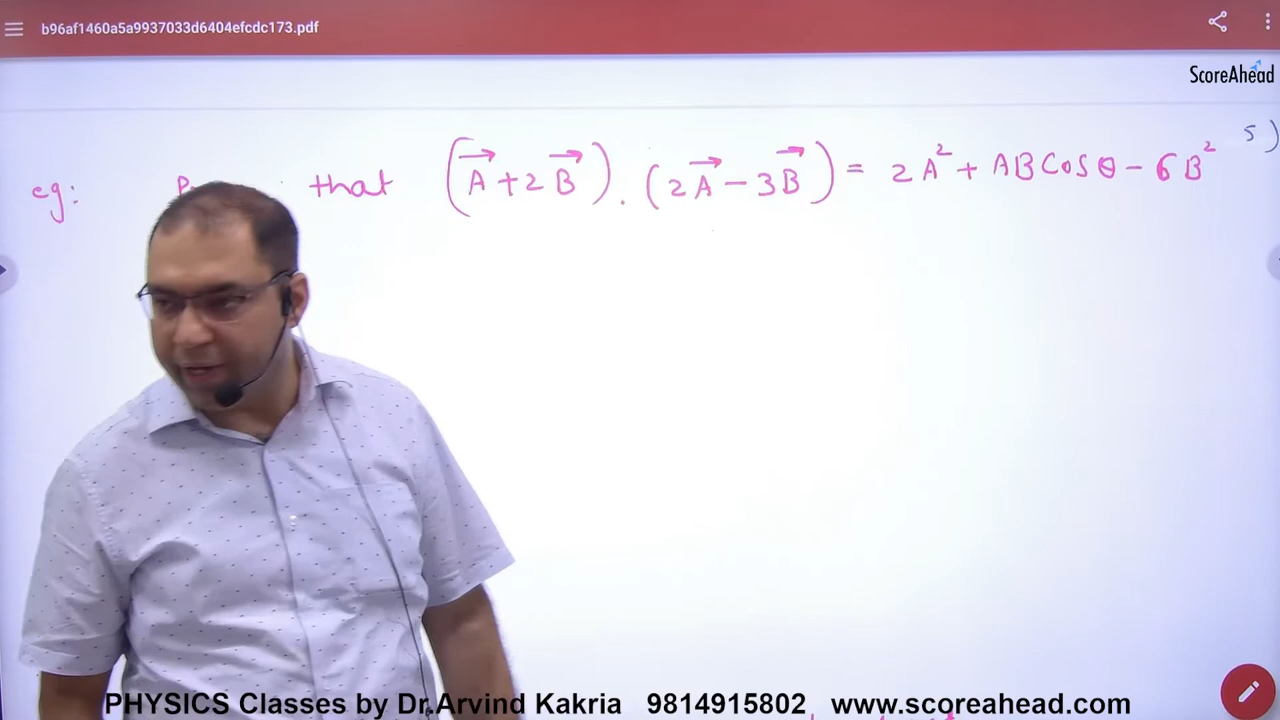 b96af1460a5a9937033d6404efcdc173.pdf
ScoreAhead
5)
eg: that (A⃗ + 2B⃗) . (2A⃗ − 3B⃗) = 2A² + ABCosθ − 6B²
PHYSICS Classes by Dr.Arvind Kakria 9814915802 www.scoreahead.com